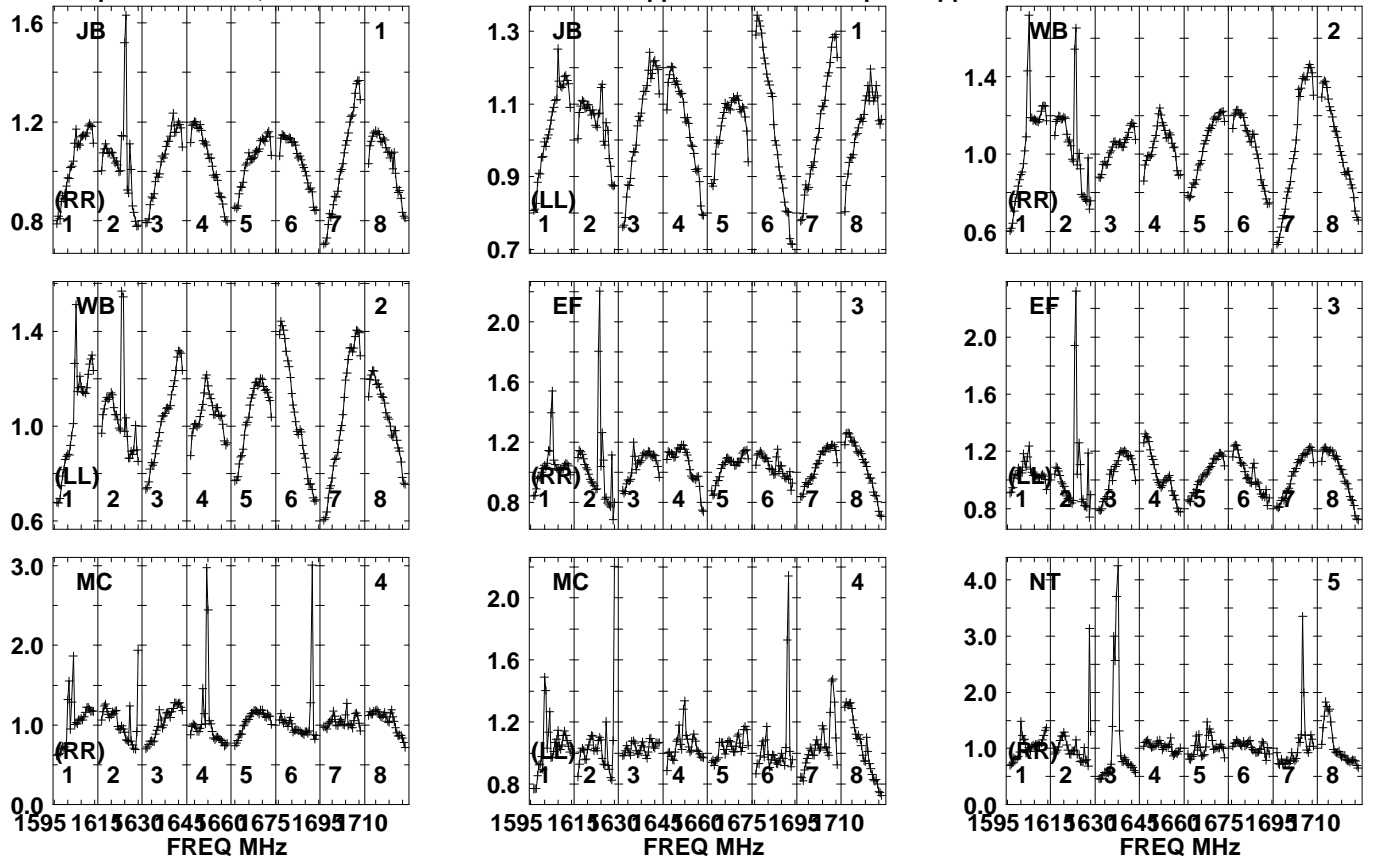 1.6 JB 1
1.2
0.8
(RR)
1 2 3 4 5 6 7 8
1.3 JB 1
1.1
0.9
0.7
(LL)
1 2 3 4 5 6 7 8
WB 2
1.4
1.0
0.6
(RR)
1 2 3 4 5 6 7 8
WB 2
1.4
1.0
0.6
(LL)
1 2 3 4 5 6 7 8
EF 3
2.0
1.6
1.2
0.8
(RR)
1 2 3 4 5 6 7 8
EF 3
2.0
1.6
1.2
0.8
(LL)
1 2 3 4 5 6 7 8
3.0 MC 4
2.0
1.0
0.0
(RR)
1 2 3 4 5 6 7 8
1595 1615 1630 1645 1660 1675 1695 1710
FREQ MHz
MC 4
2.0
1.6
1.2
0.8
(LL)
1 2 3 4 5 6 7 8
1595 1615 1630 1645 1660 1675 1695 1710
FREQ MHz
4.0 NT 5
3.0
2.0
1.0
0.0
(RR)
1 2 3 4 5 6 7 8
1595 1615 1630 1645 1660 1675 1695 1710
FREQ MHz